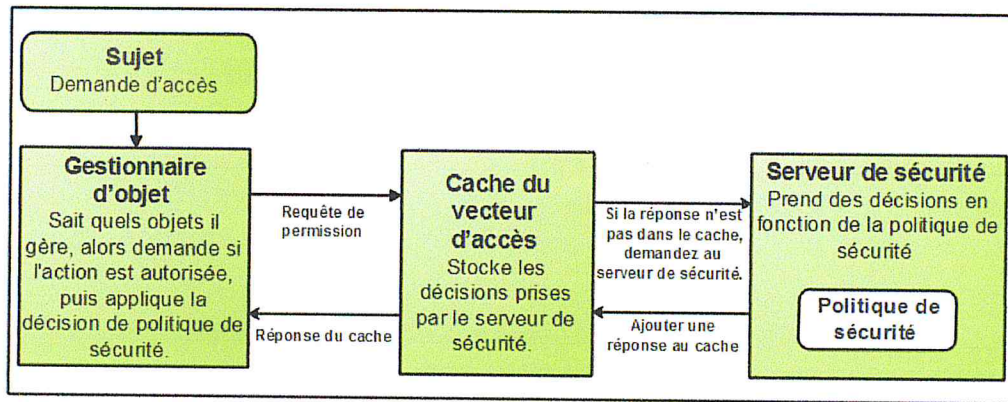 Sujet
Demande d'accès
Gestionnaire
d'objet
Sait quels objets il
gère, alors demande si
l'action est autorisée,
puis applique la
décision de politique de
sécurité.
Requête de
permission
Réponse du cache
Cache du
vecteur
d'accès
Stocke les
décisions prises
par le serveur de
sécurité.
Si la réponse n'est
pas dans le cache,
demandez au
serveur de sécurité.
Ajouter une
réponse au cache
Serveur de sécurité
Prend des décisions en
fonction de la politique de
sécurité
Politique de
sécurité